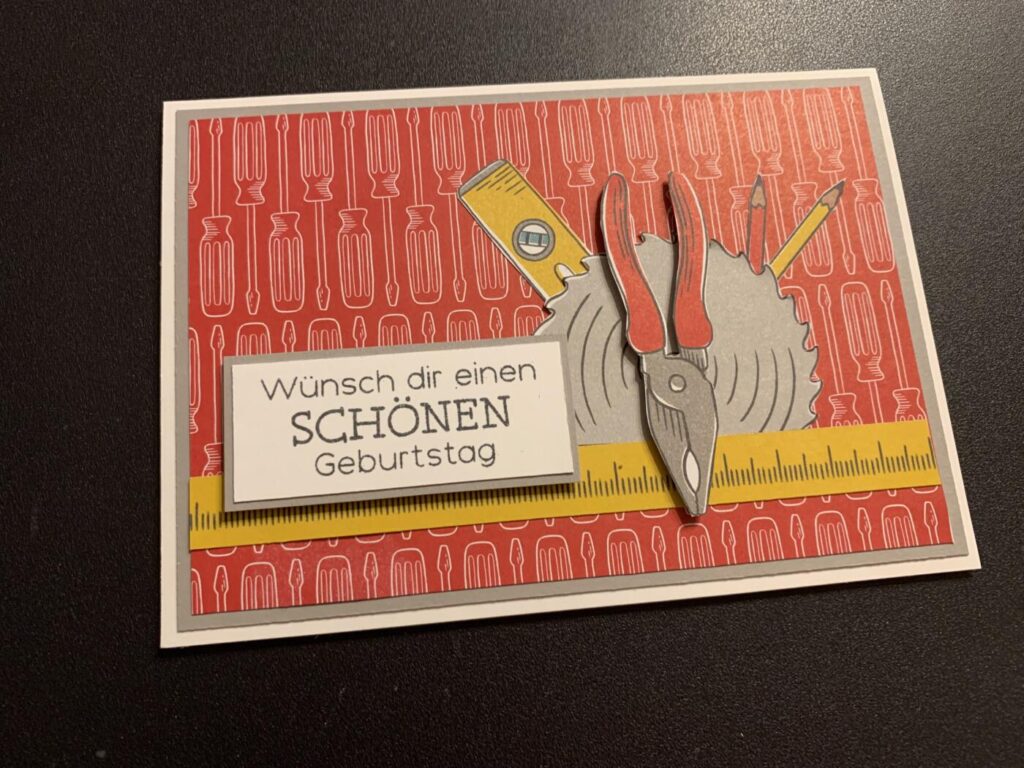 Wünsch dir einen
SCHÖNEN
Geburtstag